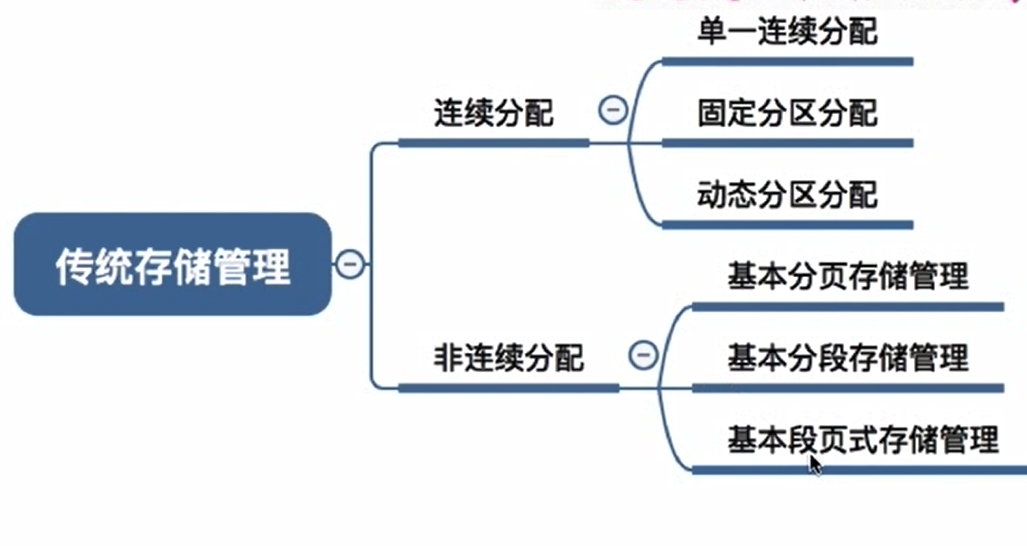 传统存储管理
连续分配
单一连续分配
固定分区分配
动态分区分配
非连续分配
基本分页存储管理
基本分段存储管理
基本段页式存储管理